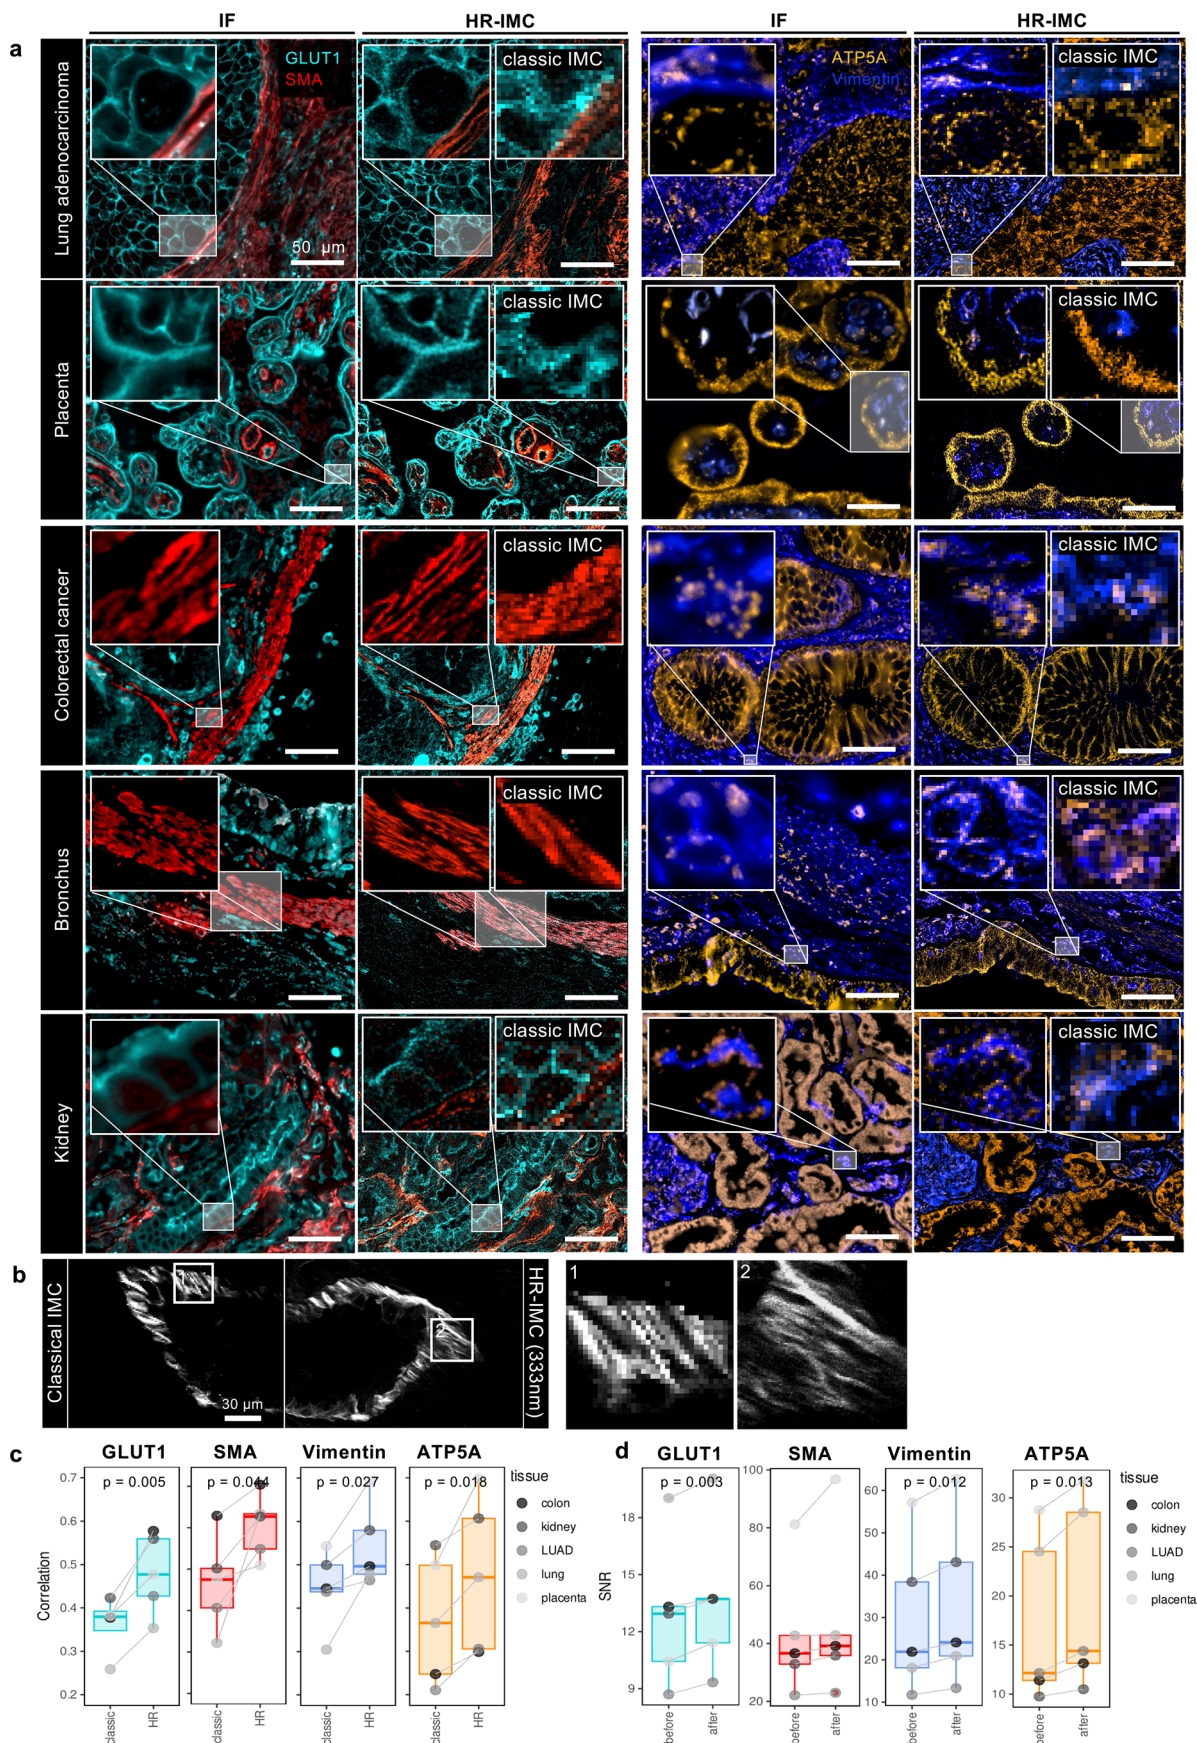 IF
HR-IMC
IF
HR-IMC
a
Lung adenocarcinoma
GLUT1
SMA
classic IMC
ATP5A
Vimentin
classic IMC
50 µm
Placenta
classic IMC
classic IMC
Colorectal cancer
classic IMC
classic IMC
Bronchus
classic IMC
classic IMC
Kidney
classic IMC
classic IMC
b
Classical IMC
1
30 µm
2
HR-IMC (333nm)
1
2
c
GLUT1
SMA
Vimentin
ATP5A
Correlation
0.7
0.6
0.5
0.4
0.3
0.2
p = 0.005
p = 0.044
p = 0.027
p = 0.018
classic
HR
classic
HR
classic
HR
classic
HR
tissue
colon
kidney
LUAD
lung
placenta
d
GLUT1
SMA
Vimentin
ATP5A
SNR
18
15
12
9
p = 0.003
100
80
60
40
20
60
50
40
30
20
10
p = 0.012
30
25
20
15
10
p = 0.013
before
after
before
after
before
after
before
after
tissue
colon
kidney
LUAD
lung
placenta